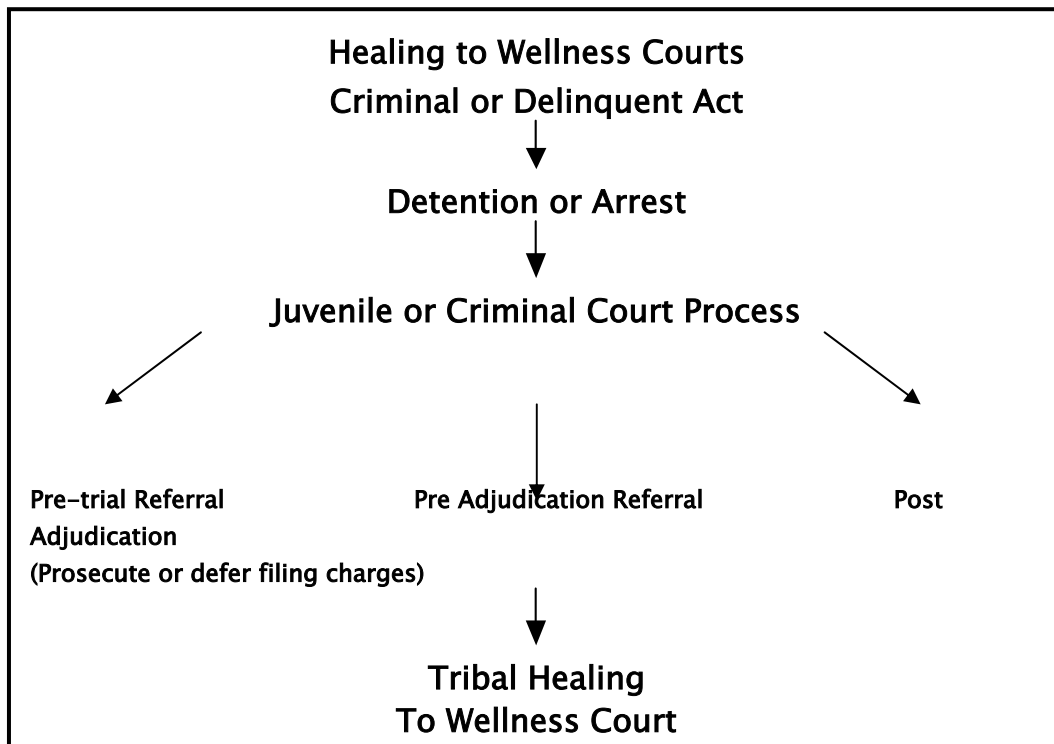 Healing to Wellness Courts
Criminal or Delinquent Act
Detention or Arrest
Juvenile or Criminal Court Process
Pre-trial Referral Pre Adjudication Referral Post
Adjudication
(Prosecute or defer filing charges)
Tribal Healing
To Wellness Court